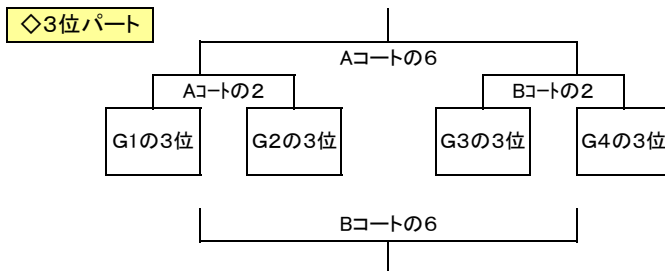 ◇3位パート
Aコートの6
Aコートの2
Bコートの2
G1の3位
G2の3位
G3の3位
G4の3位
Bコートの6